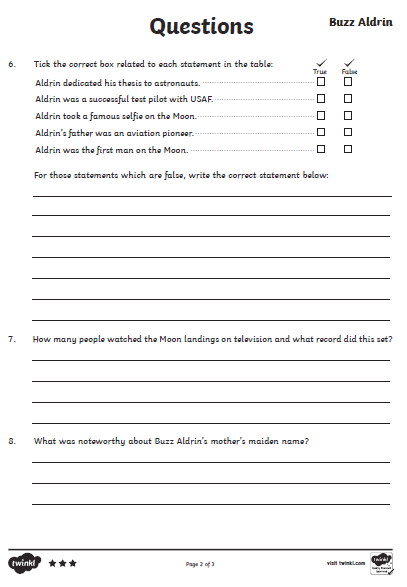 Questions
Buzz Aldrin
6. Tick the correct box related to each statement in the table:
True False
Aldrin dedicated his thesis to astronauts.
Aldrin was a successful test pilot with USAF.
Aldrin took a famous selfie on the Moon.
Aldrin's father was an aviation pioneer.
Aldrin was the first man on the Moon.
For those statements which are false, write the correct statement below:
7. How many people watched the Moon landings on television and what record did this set?
8. What was noteworthy about Buzz Aldrin's mother's maiden name?
twinkl
Page 2 of 3
visit twinkl.com
twinkl